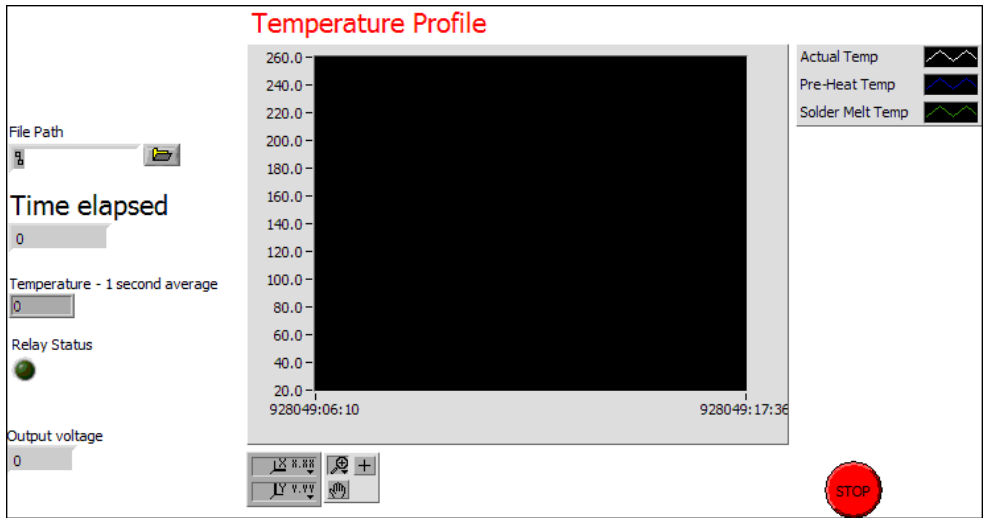 Temperature Profile
260.0
240.0
220.0
200.0
180.0
160.0
140.0
120.0
100.0
80.0
60.0
40.0
20.0
928049:06:10
928049:17:36
Actual Temp
Pre-Heat Temp
Solder Melt Temp
File Path
Time elapsed
0
Temperature - 1 second average
0
Relay Status
Output voltage
0
X 8.88
Y Y.YY
STOP